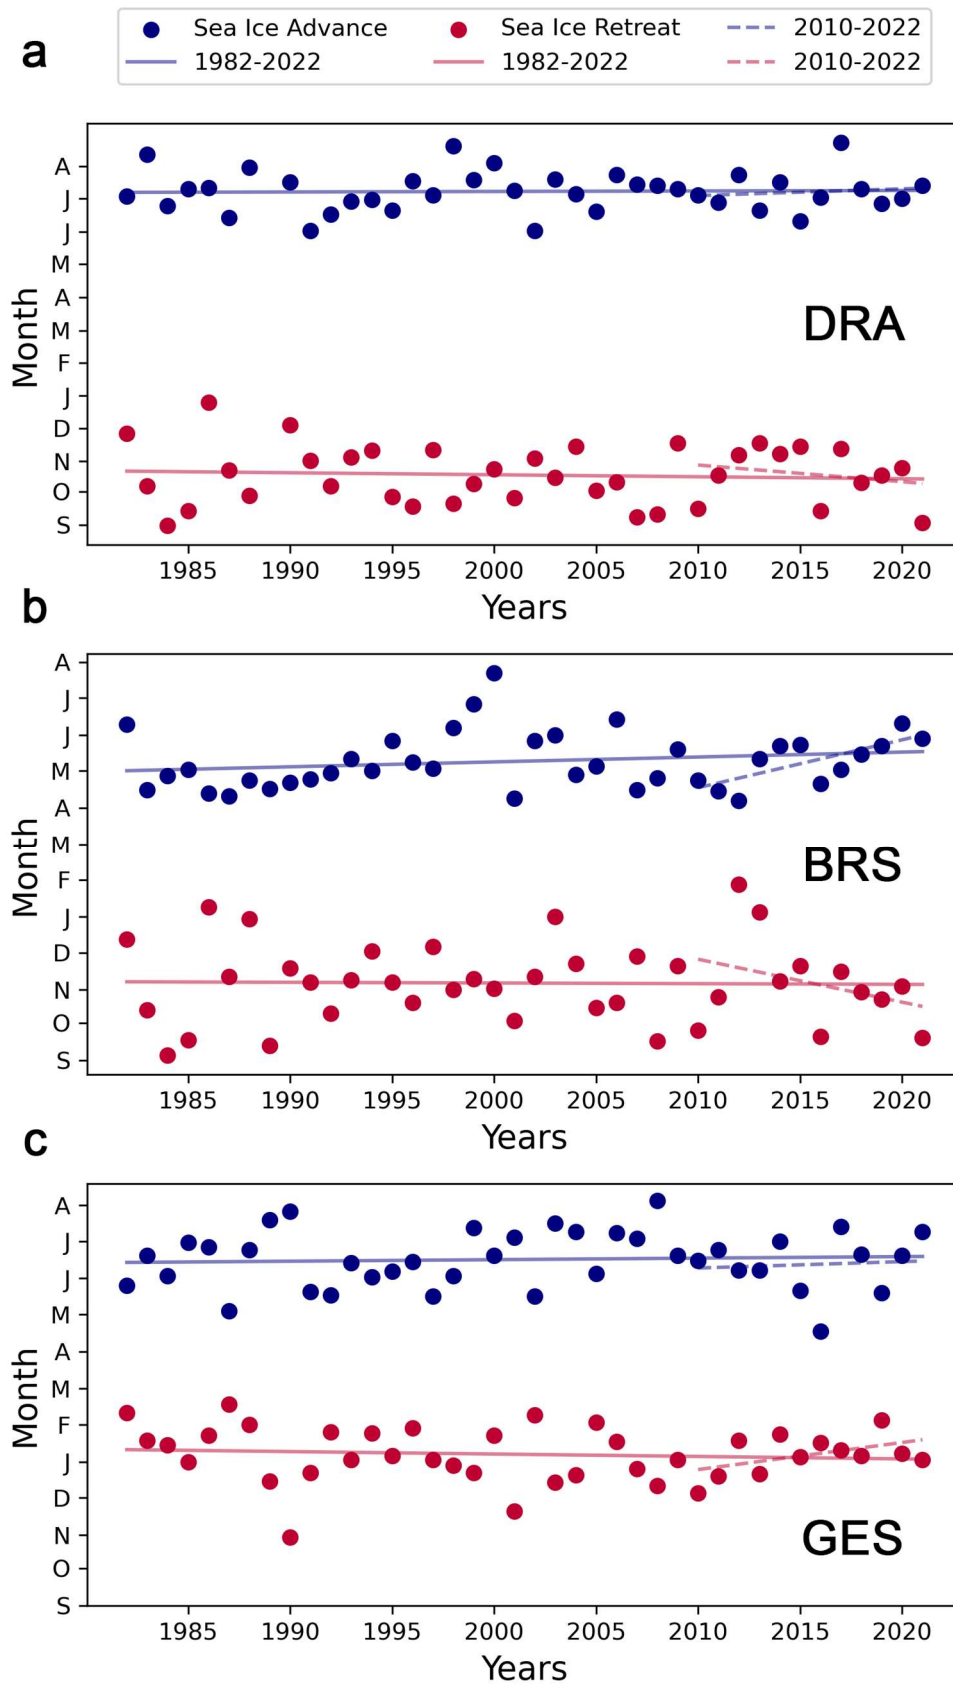 a
Sea Ice Advance Sea Ice Retreat 2010-2022
1982-2022 1982-2022 2010-2022
A
J
J
M
A
M
F
J
D
N
O
S
Month
DRA
1985 1990 1995 2000 2005 2010 2015 2020
Years
b
A
J
J
M
A
M
F
J
D
N
O
S
Month
BRS
1985 1990 1995 2000 2005 2010 2015 2020
Years
c
A
J
J
M
A
M
F
J
D
N
O
S
Month
GES
1985 1990 1995 2000 2005 2010 2015 2020
Years